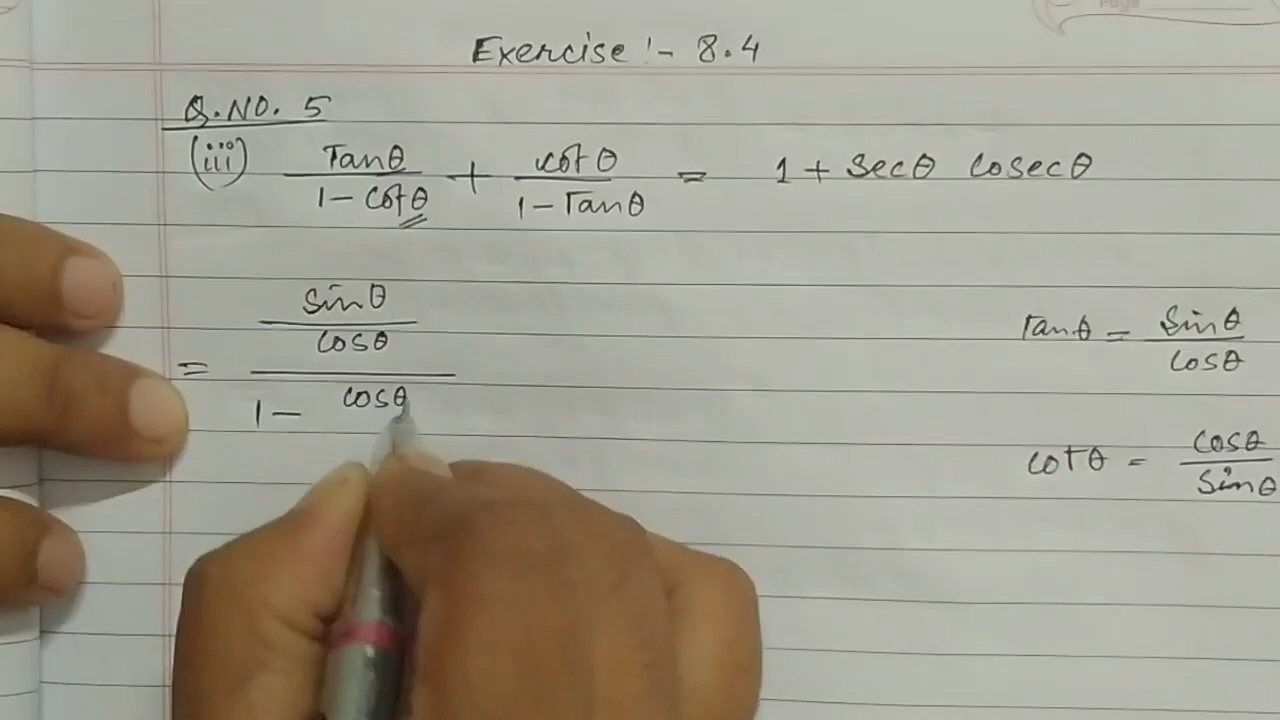 Page
Exercise :- 8.4
Q.NO. 5
(iii) Tanθ / 1 - Cotθ + cotθ / 1 - Tanθ = 1 + Secθ Cosecθ
= Sinθ / Cosθ / 1 - Cosθ
Tanθ = Sinθ / Cosθ
Cotθ = Cosθ / Sinθ